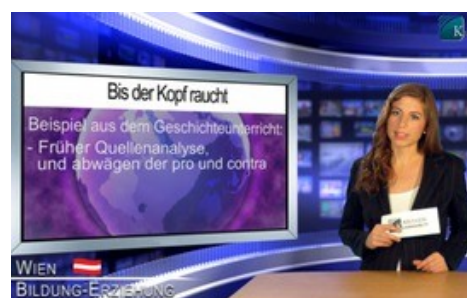 K
Bis der Kopf raucht
Beispiel aus dem Geschichteunterricht:
- Früher Quellenanalyse,
und abwägen der pro und contra
WIEN
BILDUNG-ERZIEHUNG